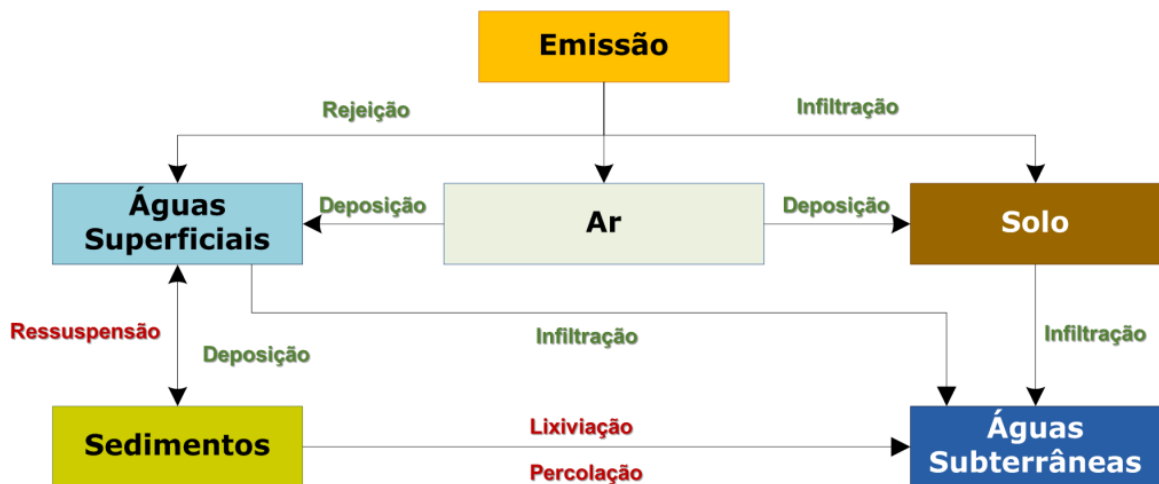 Emissão
Rejeição
Infiltração
Águas
Superficiais
Deposição
Ar
Deposição
Solo
Ressuspensão
Deposição
Infiltração
Infiltração
Sedimentos
Lixiviação
Percolação
Águas
Subterrâneas